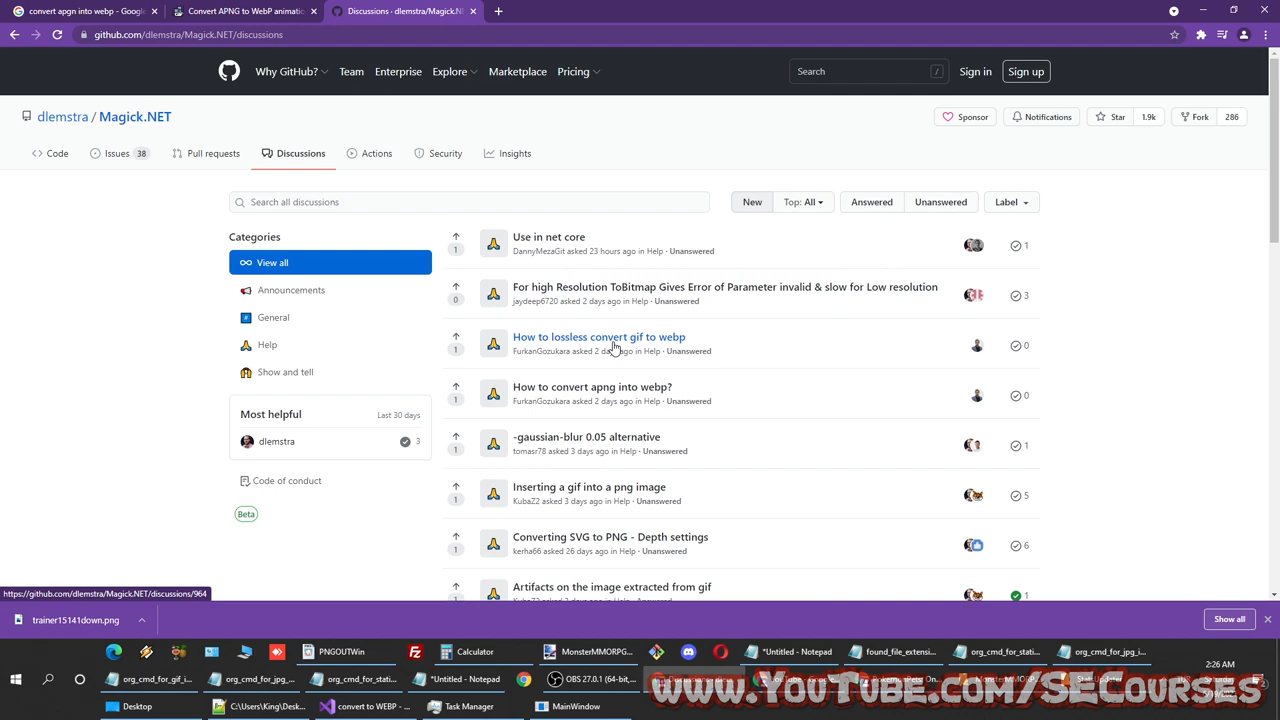 convert apgn into webp - Google
Convert APNG to WebP animatio
Discussions · dlemstra/Magick.NE
github.com/dlemstra/Magick.NET/discussions
Why GitHub?
Team
Enterprise
Explore
Marketplace
Pricing
Search
/
Sign in
Sign up
dlemstra / Magick.NET
Sponsor
Notifications
Star
1.9k
Fork
286
Code
Issues
38
Pull requests
Discussions
Actions
Security
Insights
Search all discussions
New
Top: All
Answered
Unanswered
Label
Categories
View all
Announcements
General
Help
Show and tell
Most helpful
Last 30 days
dlemstra
3
Code of conduct
Beta
1
Use in net core
DannyMezaGit asked 23 hours ago in Help · Unanswered
1
0
For high Resolution ToBitmap Gives Error of Parameter invalid & slow for Low resolution
jaydeep6720 asked 2 days ago in Help · Unanswered
3
1
How to lossless convert gif to webp
FurkanGozukara asked 2 days ago in Help · Unanswered
0
1
How to convert apng into webp?
FurkanGozukara asked 2 days ago in Help · Unanswered
0
1
-gaussian-blur 0.05 alternative
tomasr78 asked 3 days ago in Help · Unanswered
1
1
Inserting a gif into a png image
KubaZ2 asked 3 days ago in Help · Unanswered
5
1
Converting SVG to PNG - Depth settings
kerha66 asked 26 days ago in Help · Unanswered
6
Artifacts on the image extracted from gif
1
https://github.com/dlemstra/Magick.NET/discussions/964
trainer15141down.png
Show all
PNGOUTWin
Calculator
MonsterMMORPG...
*Untitled - Notepad
found_file_extensi...
org_cmd_for_stati...
org_cmd_for_jpg_i...
2:26 AM
org_cmd_for_gif_i...
org_cmd_for_jpg_...
org_cmd_for_stati...
*Untitled - Notepad
OBS 27.0.1 (64-bit,...
www.YouTube.com/SECourses
Desktop
C:\Users\King\Des...
convert to WEBP - ...
Task Manager
MainWindow